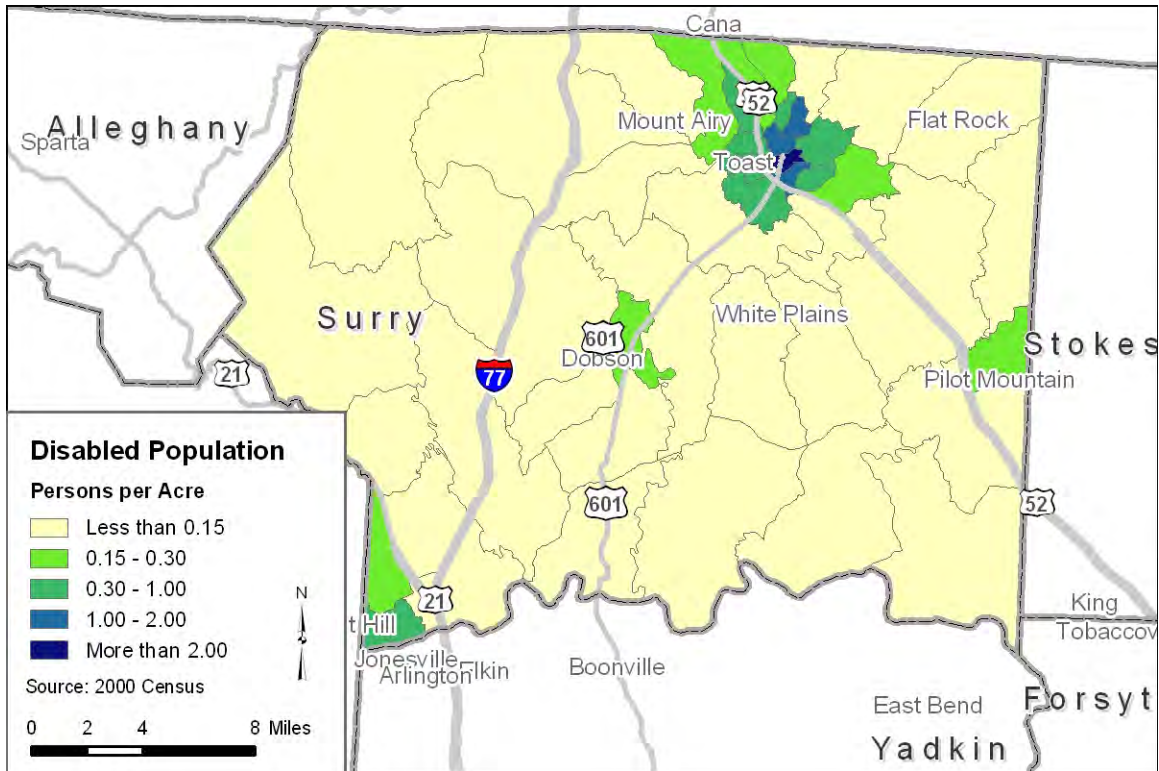 Cana
Alleghany
Sparta
52
Mount Airy
Flat Rock
Toast
Surry
White Plains
601
Dobson
Stokes
21
77
Pilot Mountain
601
52
21
t Hill
Jonesville
Arlington
Elkin
Boonville
King
Tobaccov
East Bend
Forsyt
Yadkin
Disabled Population
Persons per Acre
Less than 0.15
0.15 - 0.30
0.30 - 1.00
1.00 - 2.00
More than 2.00
N
Source: 2000 Census
0 2 4 8 Miles